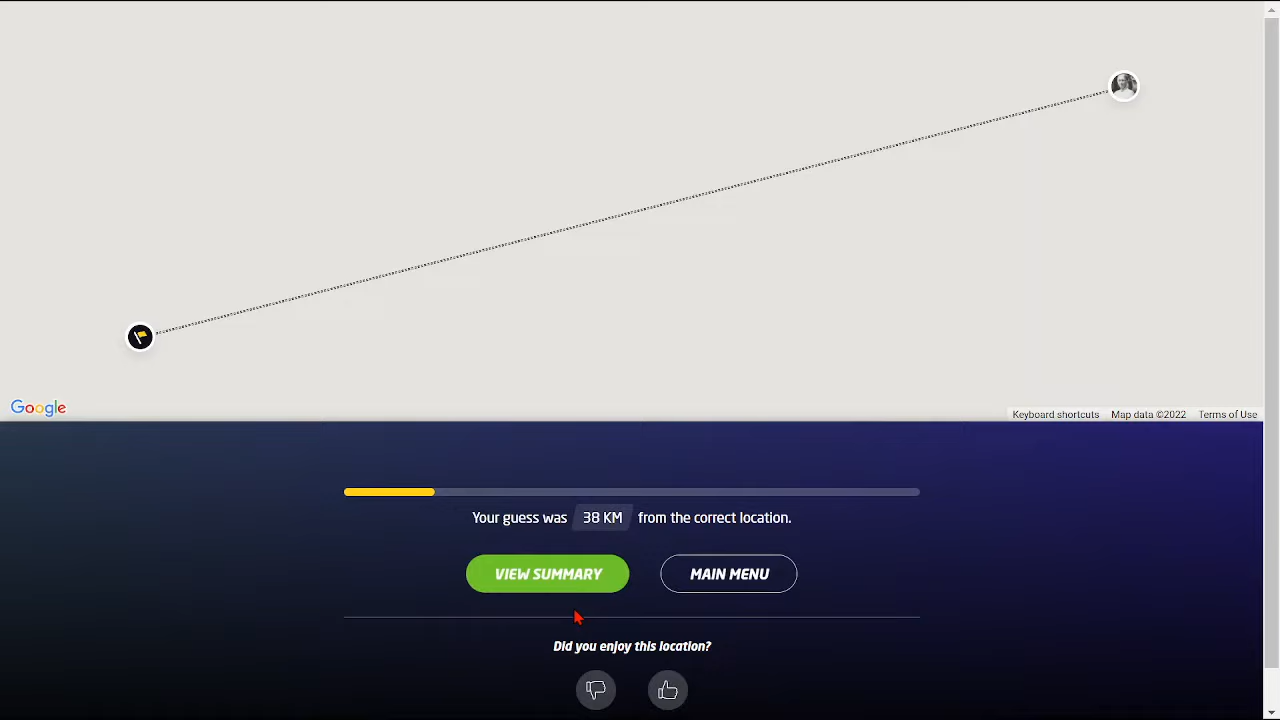 Google
Keyboard shortcuts Map data ©2022 Terms of Use
Your guess was 38 KM from the correct location.
VIEW SUMMARY MAIN MENU
Did you enjoy this location?